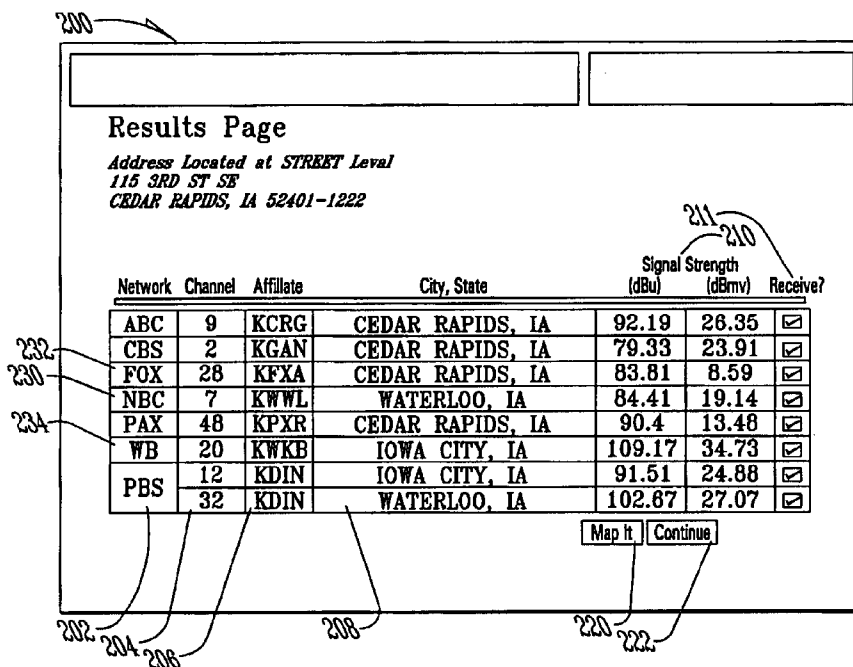 200
Results Page
Address Located at STREET Leval
115 3RD ST SE
CEDAR RAPIDS, IA 52401-1222
211
210
Signal Strength
Network Channel Affillate City, State (dBu) (dBmv) Receive?
ABC 9 KCRG CEDAR RAPIDS, IA 92.19 26.35
CBS 2 KGAN CEDAR RAPIDS, IA 79.33 23.91
232 FOX 28 KFXA CEDAR RAPIDS, IA 83.81 8.59
230 NBC 7 KWWL WATERLOO, IA 84.41 19.14
PAX 48 KPXR CEDAR RAPIDS, IA 90.4 13.48
234 WB 20 KWKB IOWA CITY, IA 109.17 34.73
PBS 12 KDIN IOWA CITY, IA 91.51 24.88
32 KDIN WATERLOO, IA 102.67 27.07
Map It Continue
202 204 206 208 220 222